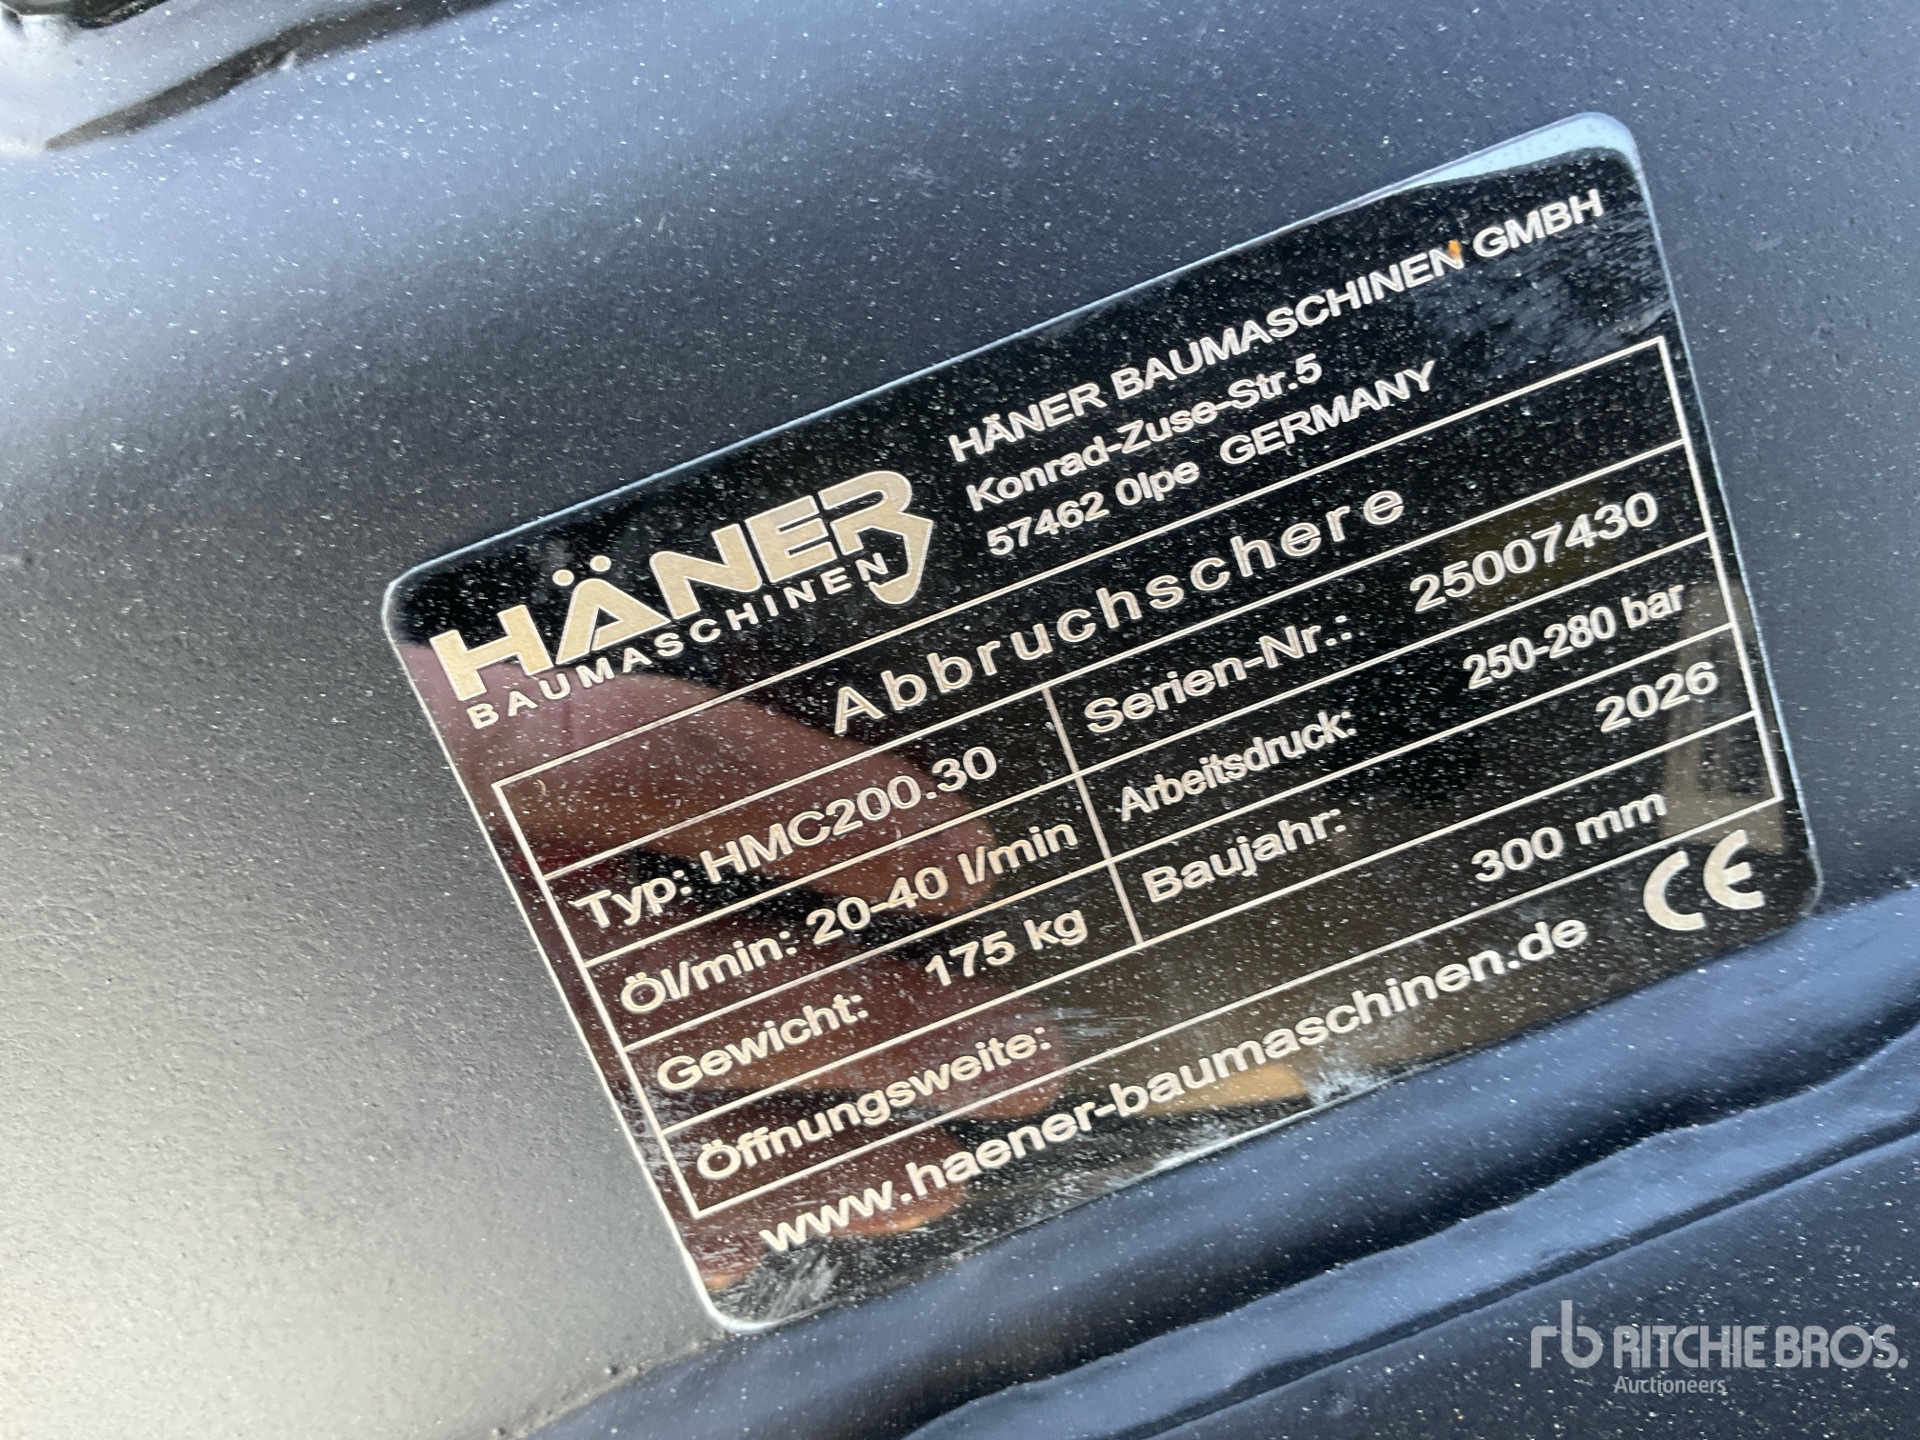 HÄNER
BAUMASCHINEN
HÄNER BAUMASCHINEN GMBH
Konrad-Zuse-Str.5
57462 Olpe GERMANY
Abbruchschere
Typ: HMC200.30
Serien-Nr.: 25007430
Öl/min: 20-40 l/min
Arbeitsdruck: 250-280 bar
Gewicht: 175 kg
Baujahr: 2026
Öffnungsweite: 300 mm
www.haener-baumaschinen.de
CE
rb RITCHIE BROS.
Auctioneers